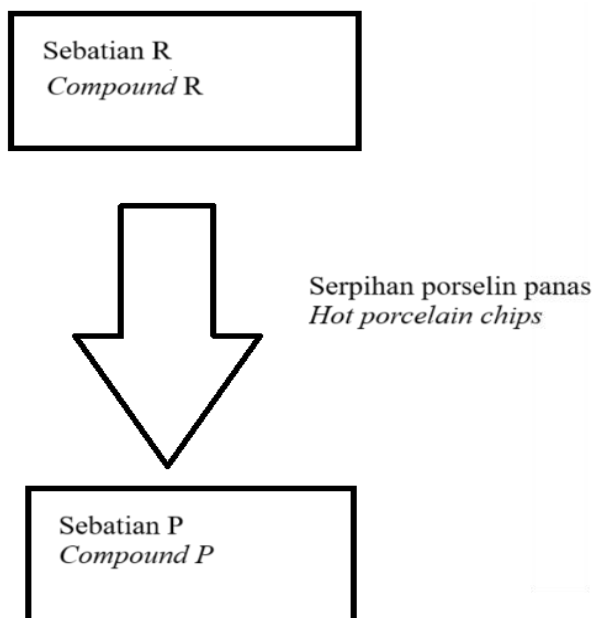 Sebatian R
Compound R
Serpihan porselin panas
Hot porcelain chips
Sebatian P
Compound P